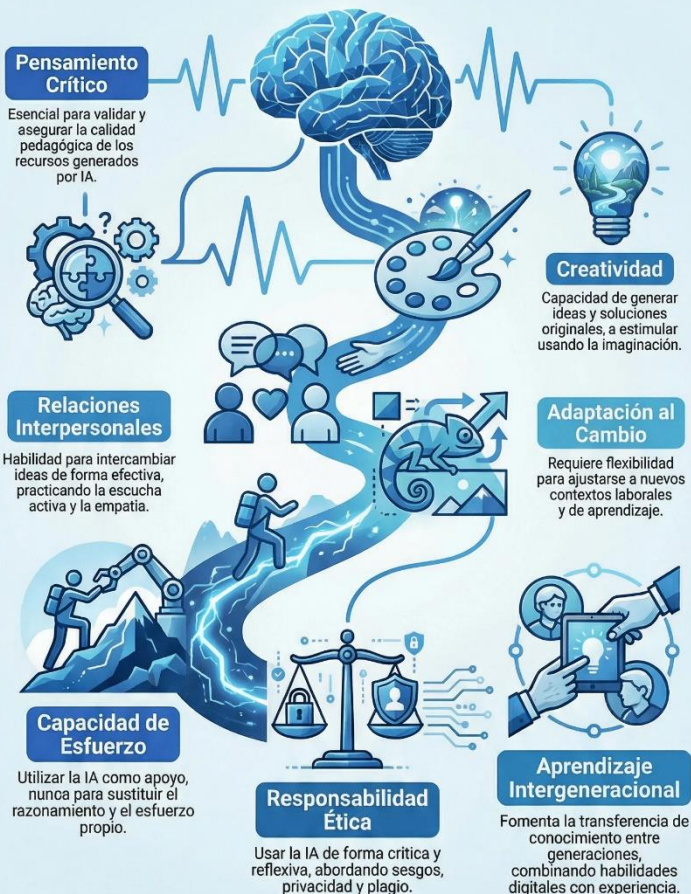 Pensamiento
Crítico
Esencial para validar y
asegurar la calidad
pedagógica de los
recursos generados
por IA.
?
Creatividad
Capacidad de generar
ideas y soluciones
originales, a estimular
usando la imaginación.
Relaciones
Interpersonales
Habilidad para intercambiar
ideas de forma efectiva,
practicando la escucha
activa y la empatia.
Adaptación al
Cambio
Requiere flexibilidad
para ajustarse a nuevos
contextos laborales
y de aprendizaje.
Capacidad de
Esfuerzo
Utilizar la IA como apoyo,
nunca para sustituir el
razonamiento y el esfuerzo
propio.
Responsabilidad
Ética
Usar la IA de forma critica y
reflexiva, abordando sesgos,
privacidad y plagio.
Aprendizaje
Intergeneracional
Fomenta la transferencia de
conocimiento entre
generaciones,
combinando habilidades
digitales con experiencia.